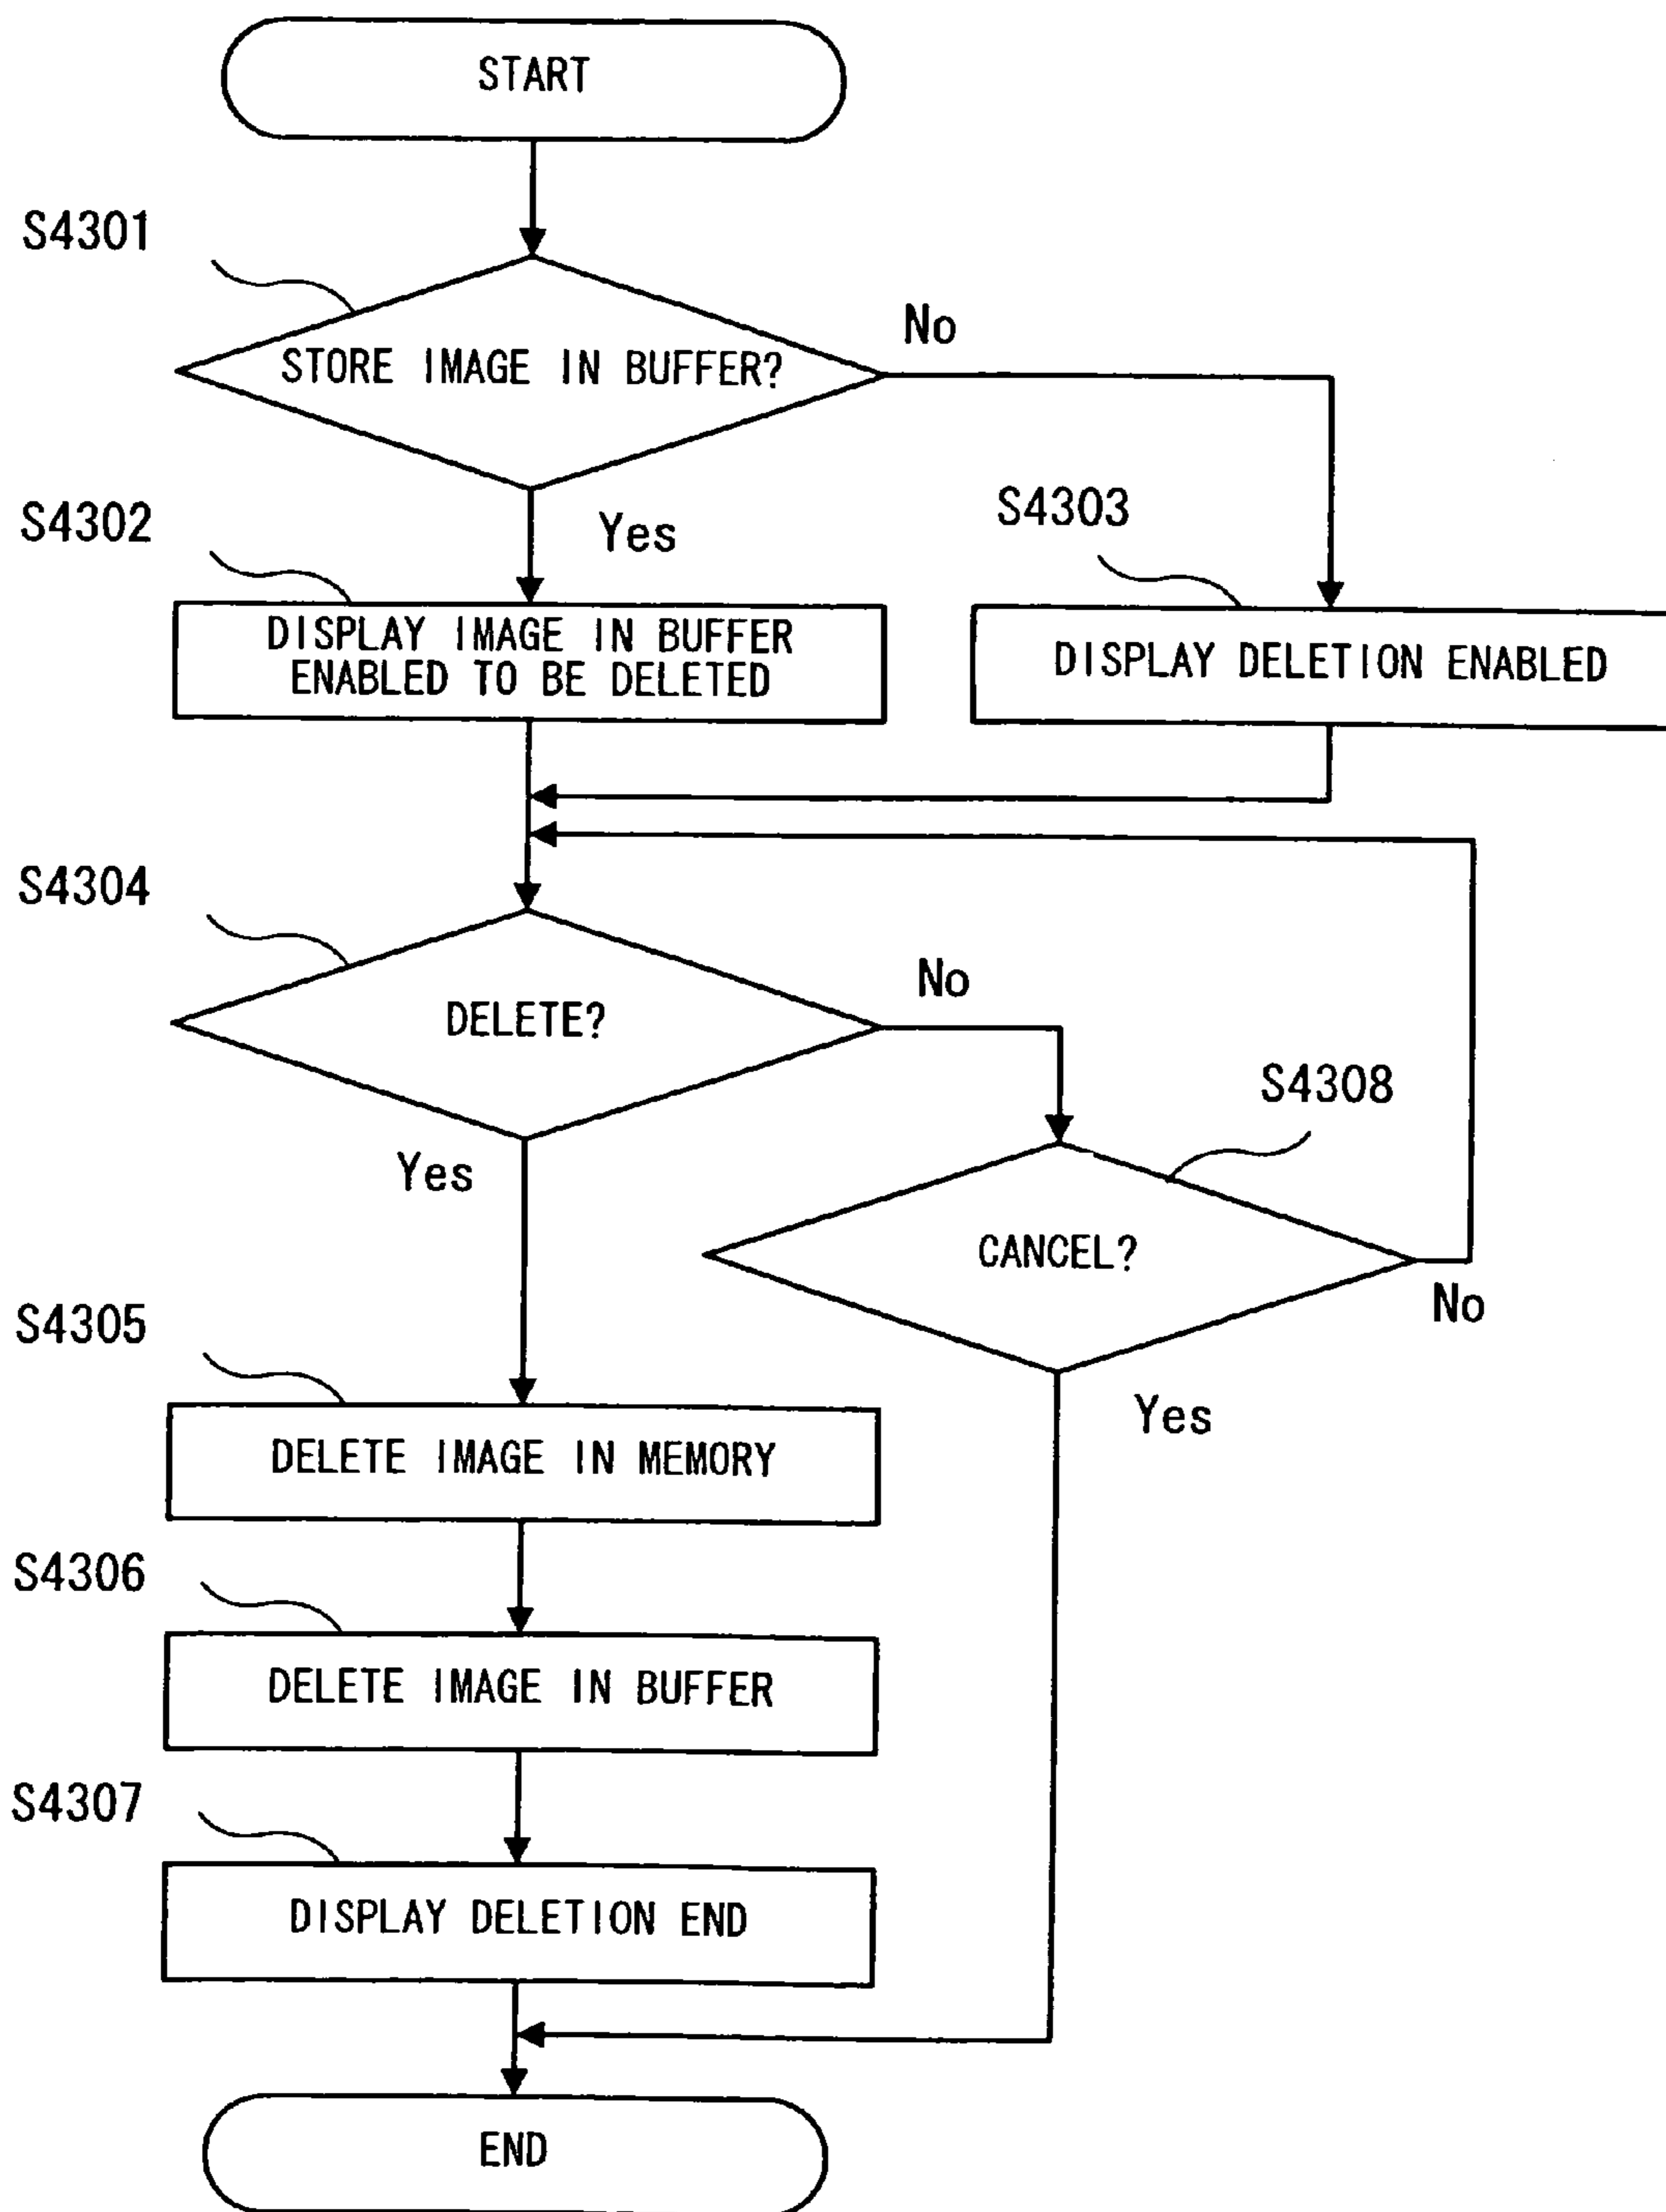 START
S4301
No
STORE IMAGE IN BUFFER?
S4302
Yes
S4303
DISPLAY IMAGE IN BUFFER
ENABLED TO BE DELETED
DISPLAY DELETION ENABLED
S4304
No
DELETE?
S4308
Yes
CANCEL?
No
S4305
Yes
DELETE IMAGE IN MEMORY
S4306
DELETE IMAGE IN BUFFER
S4307
DISPLAY DELETION END
END